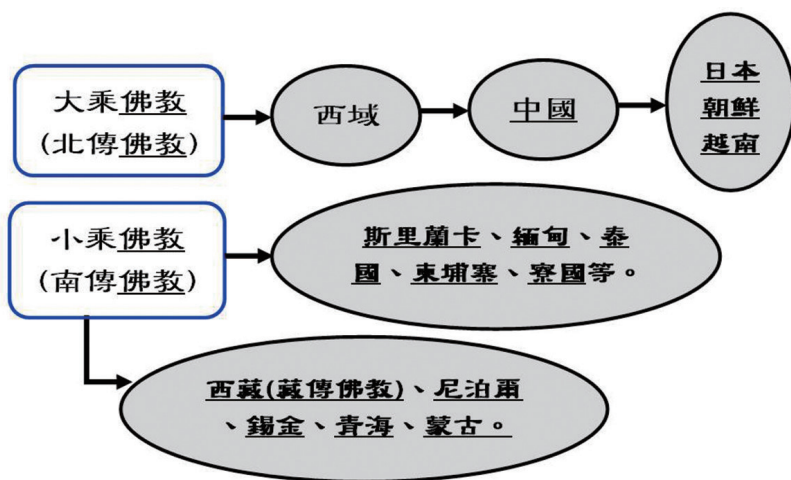 大乘佛教
(北傳佛教)
西域
中國
日本
朝鮮
越南
小乘佛教
(南傳佛教)
斯里蘭卡、緬甸、泰
國、柬埔寨、寮國等。
西藏(藏傳佛教)、尼泊爾
、錫金、青海、蒙古。